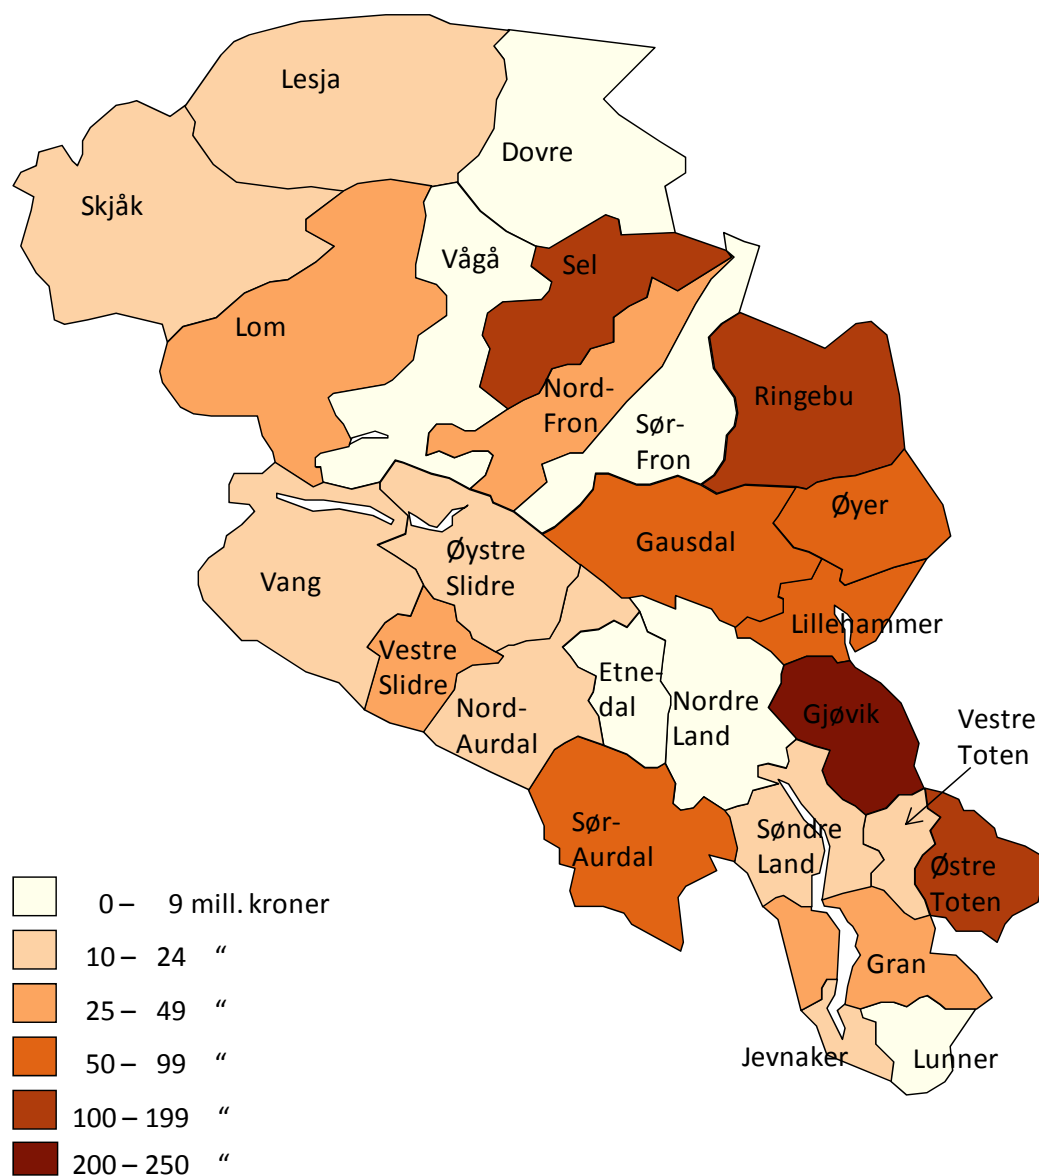 Lesja
Dovre
Skjåk
Vågå
Sel
Lom
Nord-
Fron
Ringebu
Sør-
Fron
Øyer
Gausdal
Øystre
Slidre
Vang
Lillehammer
Vestre
Slidre
Etne-
dal
Nordre
Land
Nord-
Aurdal
Gjøvik
Vestre
Toten
Sør-
Aurdal
Søndre
Land
Østre
Toten
Gran
Jevnaker
Lunner
0 – 9 mill. kroner
10 – 24 “
25 – 49 “
50 – 99 “
100 – 199 “
200 – 250 “